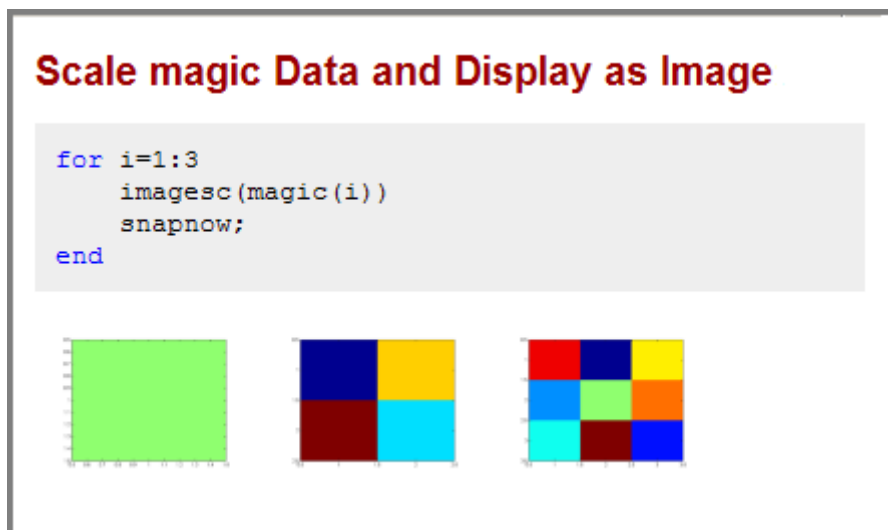 Scale magic Data and Display as Image
for i=1:3
    imagesc(magic(i))
    snapnow;
end